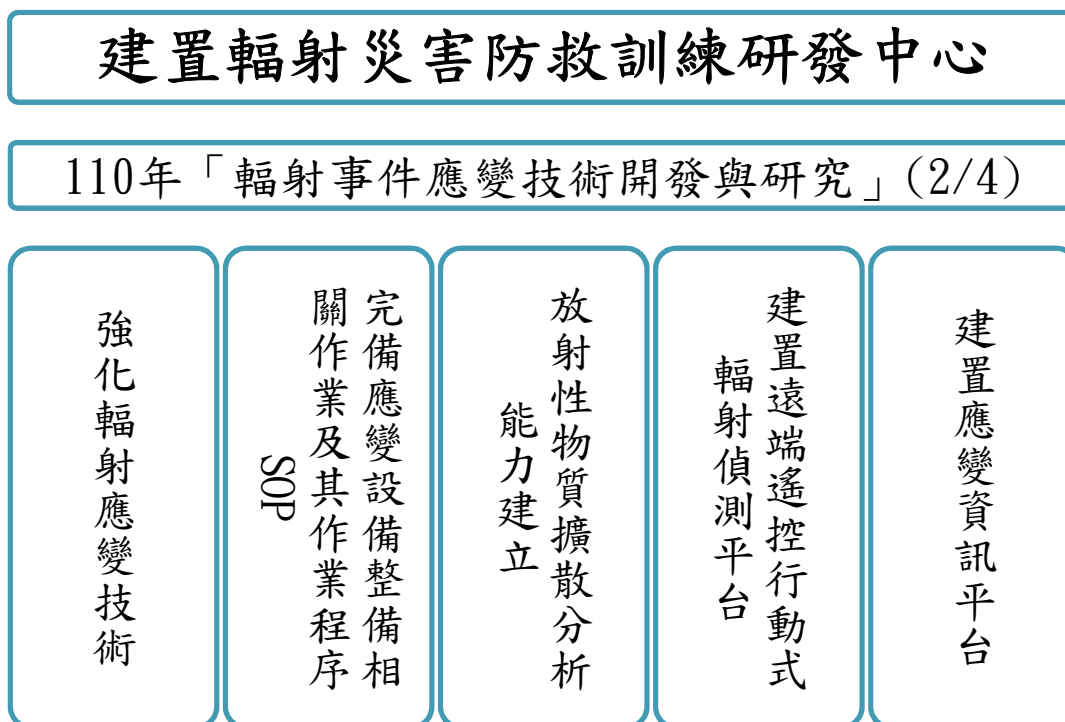 建置輻射災害防救訓練研發中心
110年「輻射事件應變技術開發與研究」(2/4)
強化輻射應變技術
完備應變設備整備相
關作業及其作業程序
SOP
放射性物質擴散分析
能力建立
建置遠端遙控行動式
輻射偵測平台
建置應變資訊平台